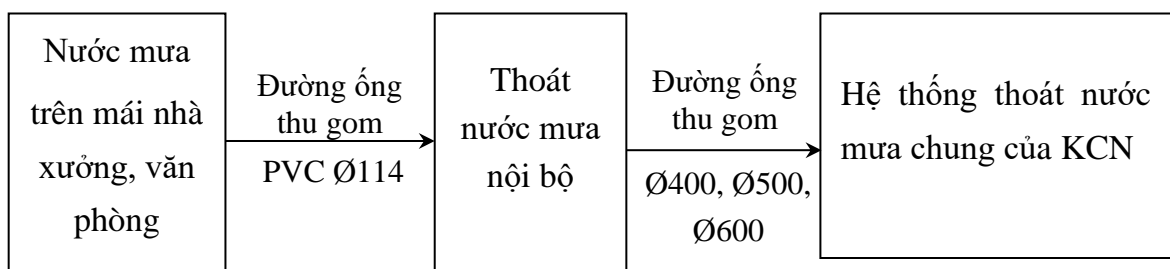 Nước mưa
trên mái nhà
xưởng, văn
phòng
Đường ống
thu gom
PVC Ø114
Thoát
nước mưa
nội bộ
Đường ống
thu gom
Ø400, Ø500,
Ø600
Hệ thống thoát nước
mưa chung của KCN